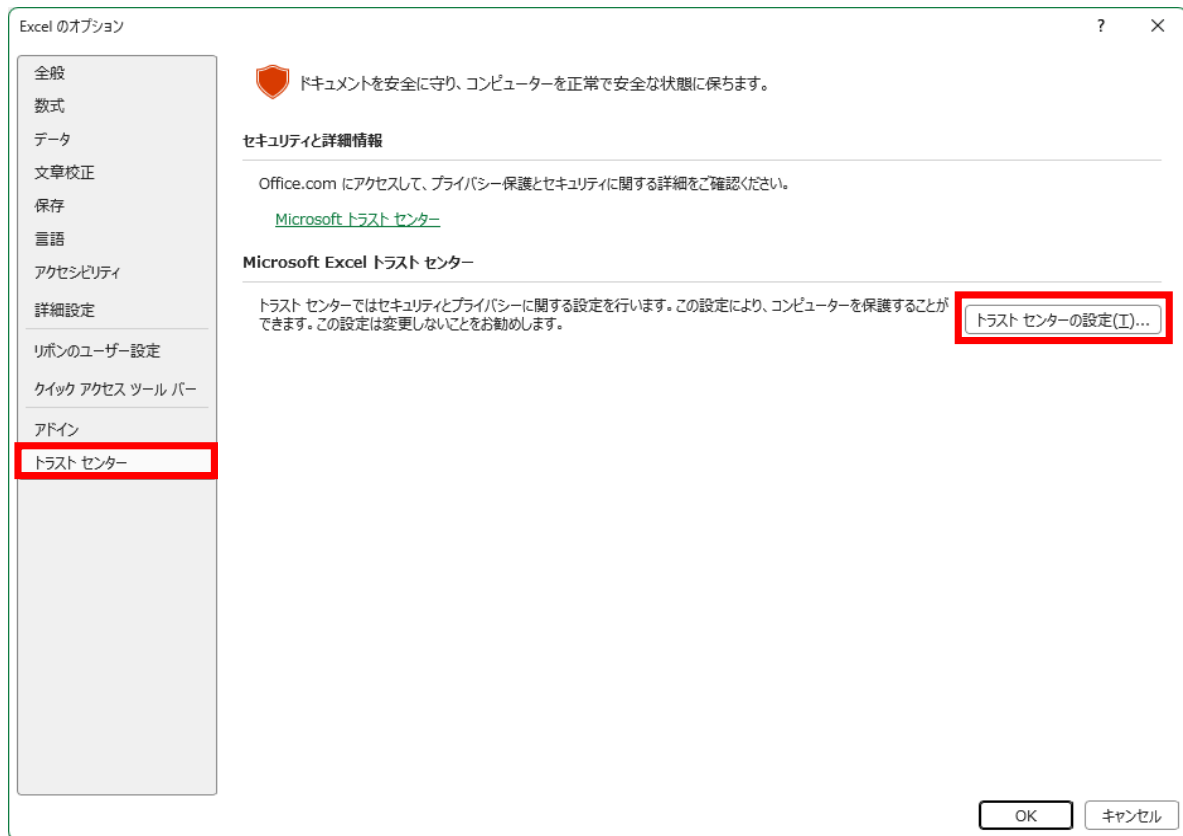 Excel のオプション
?
全般
数式
データ
文章校正
保存
言語
アクセシビリティ
詳細設定
リボンのユーザー設定
クイック アクセス ツール バー
アドイン
トラスト センター
ドキュメントを安全に守り、コンピューターを正常で安全な状態に保ちます。
セキュリティと詳細情報
Office.com にアクセスして、プライバシー保護とセキュリティに関する詳細をご確認ください。
Microsoft トラスト センター
Microsoft Excel トラスト センター
トラスト センターではセキュリティとプライバシーに関する設定を行います。この設定により、コンピューターを保護することが
できます。この設定は変更しないことをお勧めします。
トラスト センターの設定(T)...
OK
キャンセル